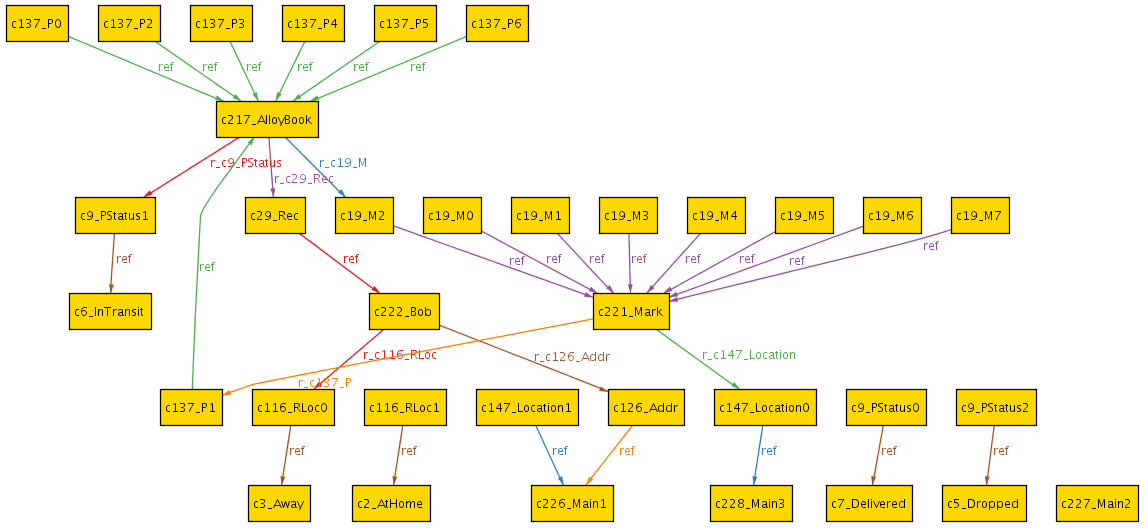 c137_P0 c137_P2 c137_P3 c137_P4 c137_P5 c137_P6
ref ref ref ref ref ref
c217_AlloyBook
r_c9_PStatus r_c19_M
r_c29_Rec
c9_PStatus1 c29_Rec c19_M2 c19_M0 c19_M1 c19_M3 c19_M4 c19_M5 c19_M6 c19_M7
ref
ref ref ref ref ref ref ref ref ref ref
c6_InTransit c222_Bob c221_Mark
r_c116_RLoc r_c126_Addr r_c147_Location
r_c137_P
c137_P1 c116_RLoc0 c116_RLoc1 c147_Location1 c126_Addr c147_Location0 c9_PStatus0 c9_PStatus2
ref ref ref ref ref ref ref
ref
c3_Away c2_AtHome c226_Main1 c228_Main3 c7_Delivered c5_Dropped c227_Main2